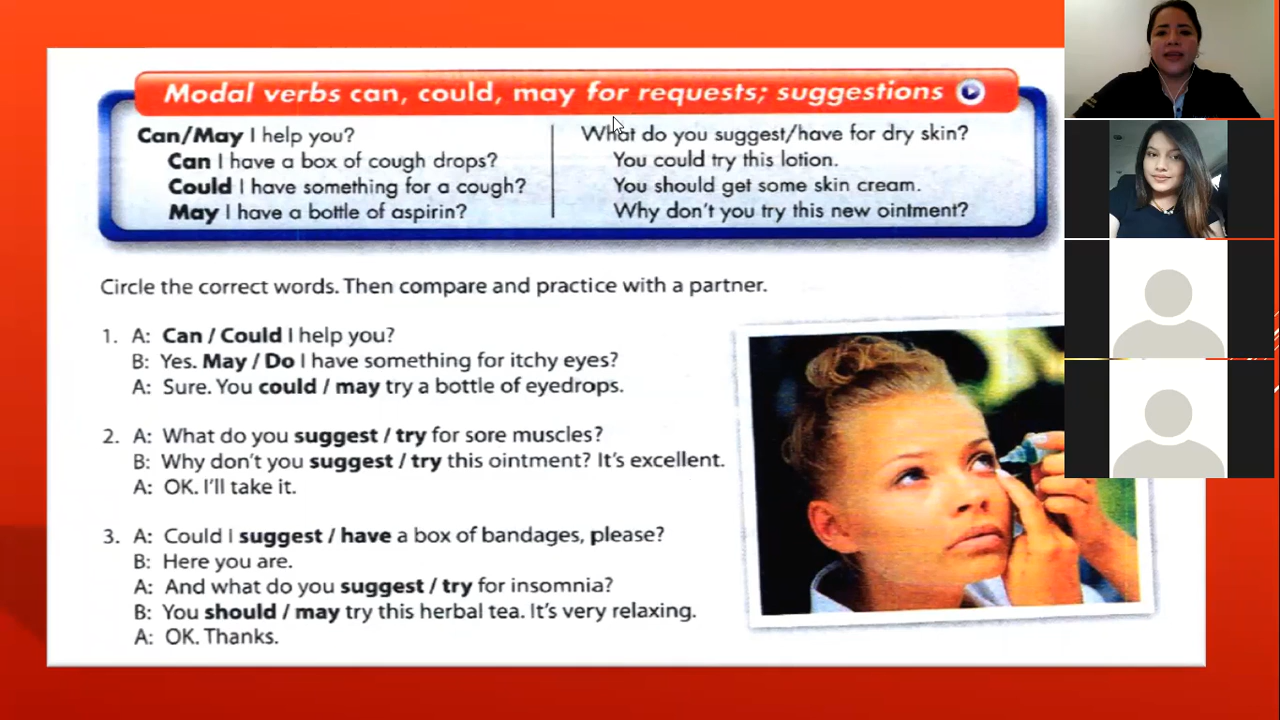 Modal verbs can, could, may for requests; suggestions
Can/May I help you?
Can I have a box of cough drops?
Could I have something for a cough?
May I have a bottle of aspirin?
What do you suggest/have for dry skin?
You could try this lotion.
You should get some skin cream.
Why don't you try this new ointment?
Circle the correct words. Then compare and practice with a partner.
1. A: Can / Could I help you?
B: Yes. May / Do I have something for itchy eyes?
A: Sure. You could / may try a bottle of eyedrops.
2. A: What do you suggest / try for sore muscles?
B: Why don't you suggest / try this ointment? It's excellent.
A: OK. I'll take it.
3. A: Could I suggest / have a box of bandages, please?
B: Here you are.
A: And what do you suggest / try for insomnia?
B: You should / may try this herbal tea. It's very relaxing.
A: OK. Thanks.